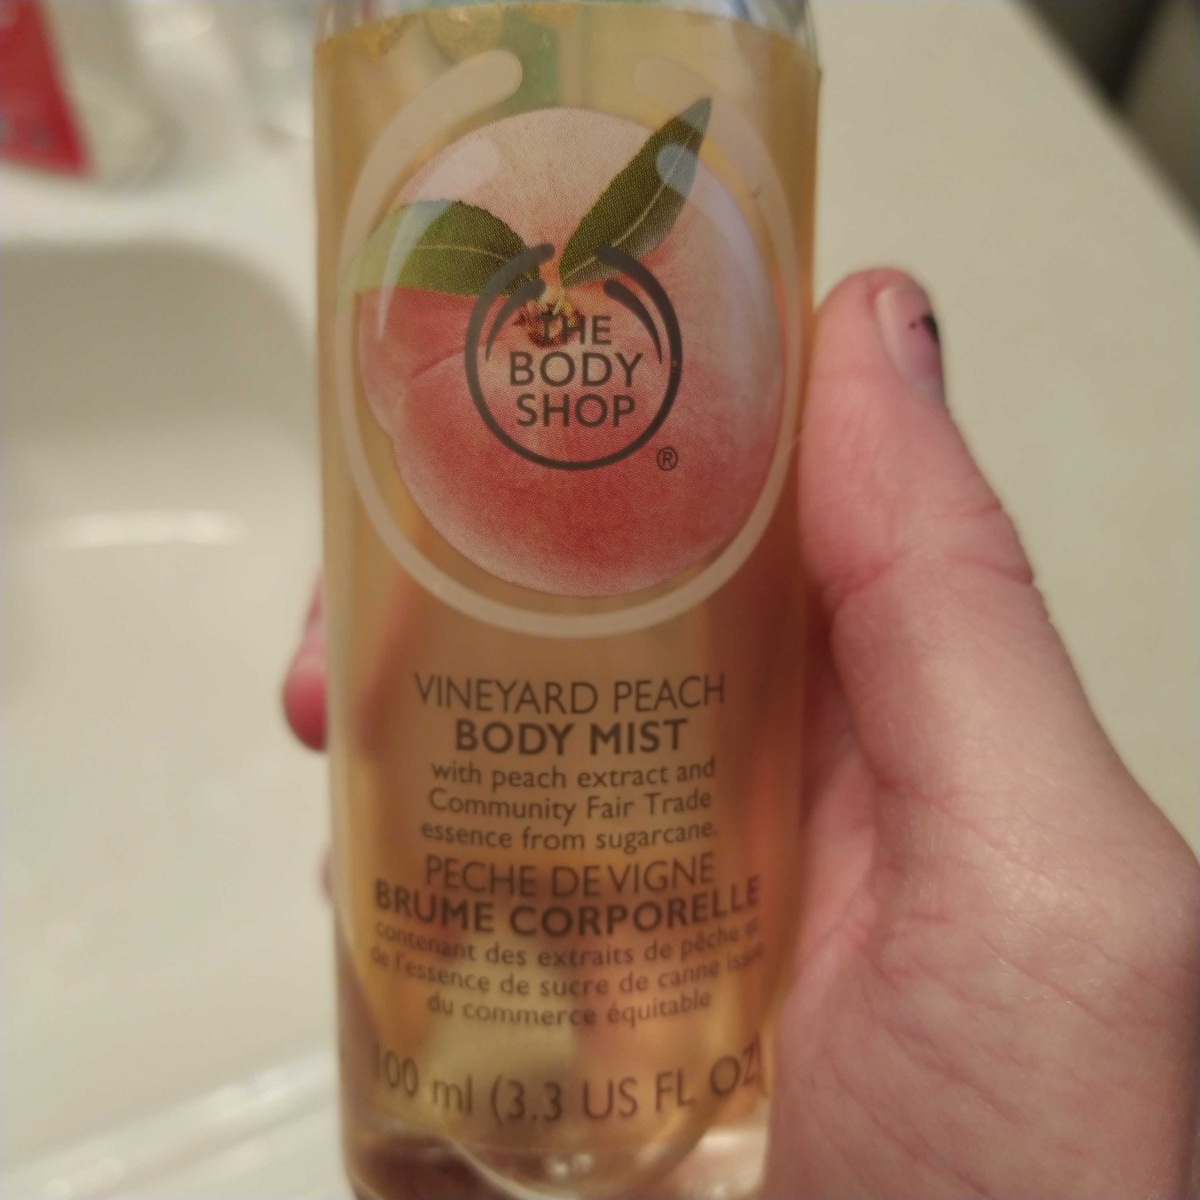 THE
BODY
SHOP
®
VINEYARD PEACH
BODY MIST
with peach extract and
Community Fair Trade
essence from sugarcane.
PECHE DE VIGNE
BRUME CORPORELLE
contenant des extraits de pêche et
de l'essence de sucre de canne issue
du commerce équitable
100 ml (3.3 US FL OZ)